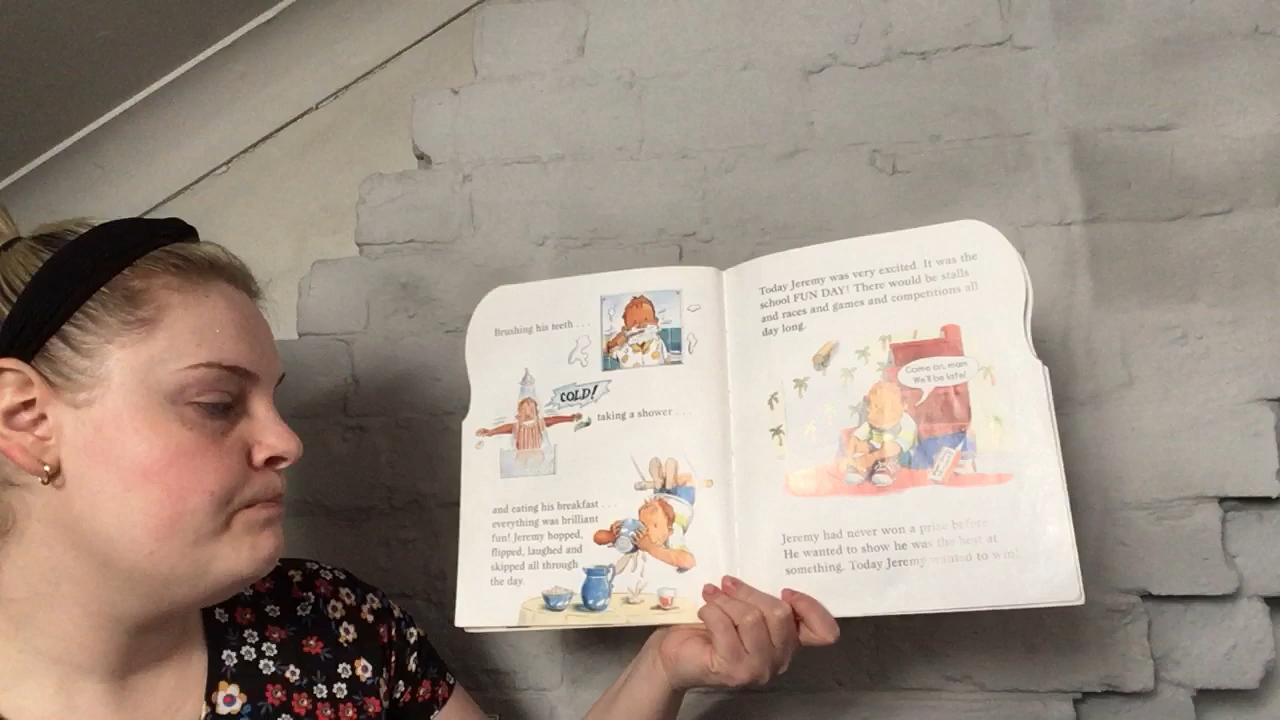 Brushing his teeth . . .
COLD!
taking a shower . . .
and eating his breakfast . . .
everything was brilliant
fun! Jeremy hopped,
flipped, laughed and
skipped all through
the day.
Today Jeremy was very excited. It was the
school FUN DAY! There would be stalls
and races and games and competitions all
day long.
Come on, mum
We'll be late!
Jeremy had never won a prize before.
He wanted to show he was the best at
something. Today Jeremy wanted to win!